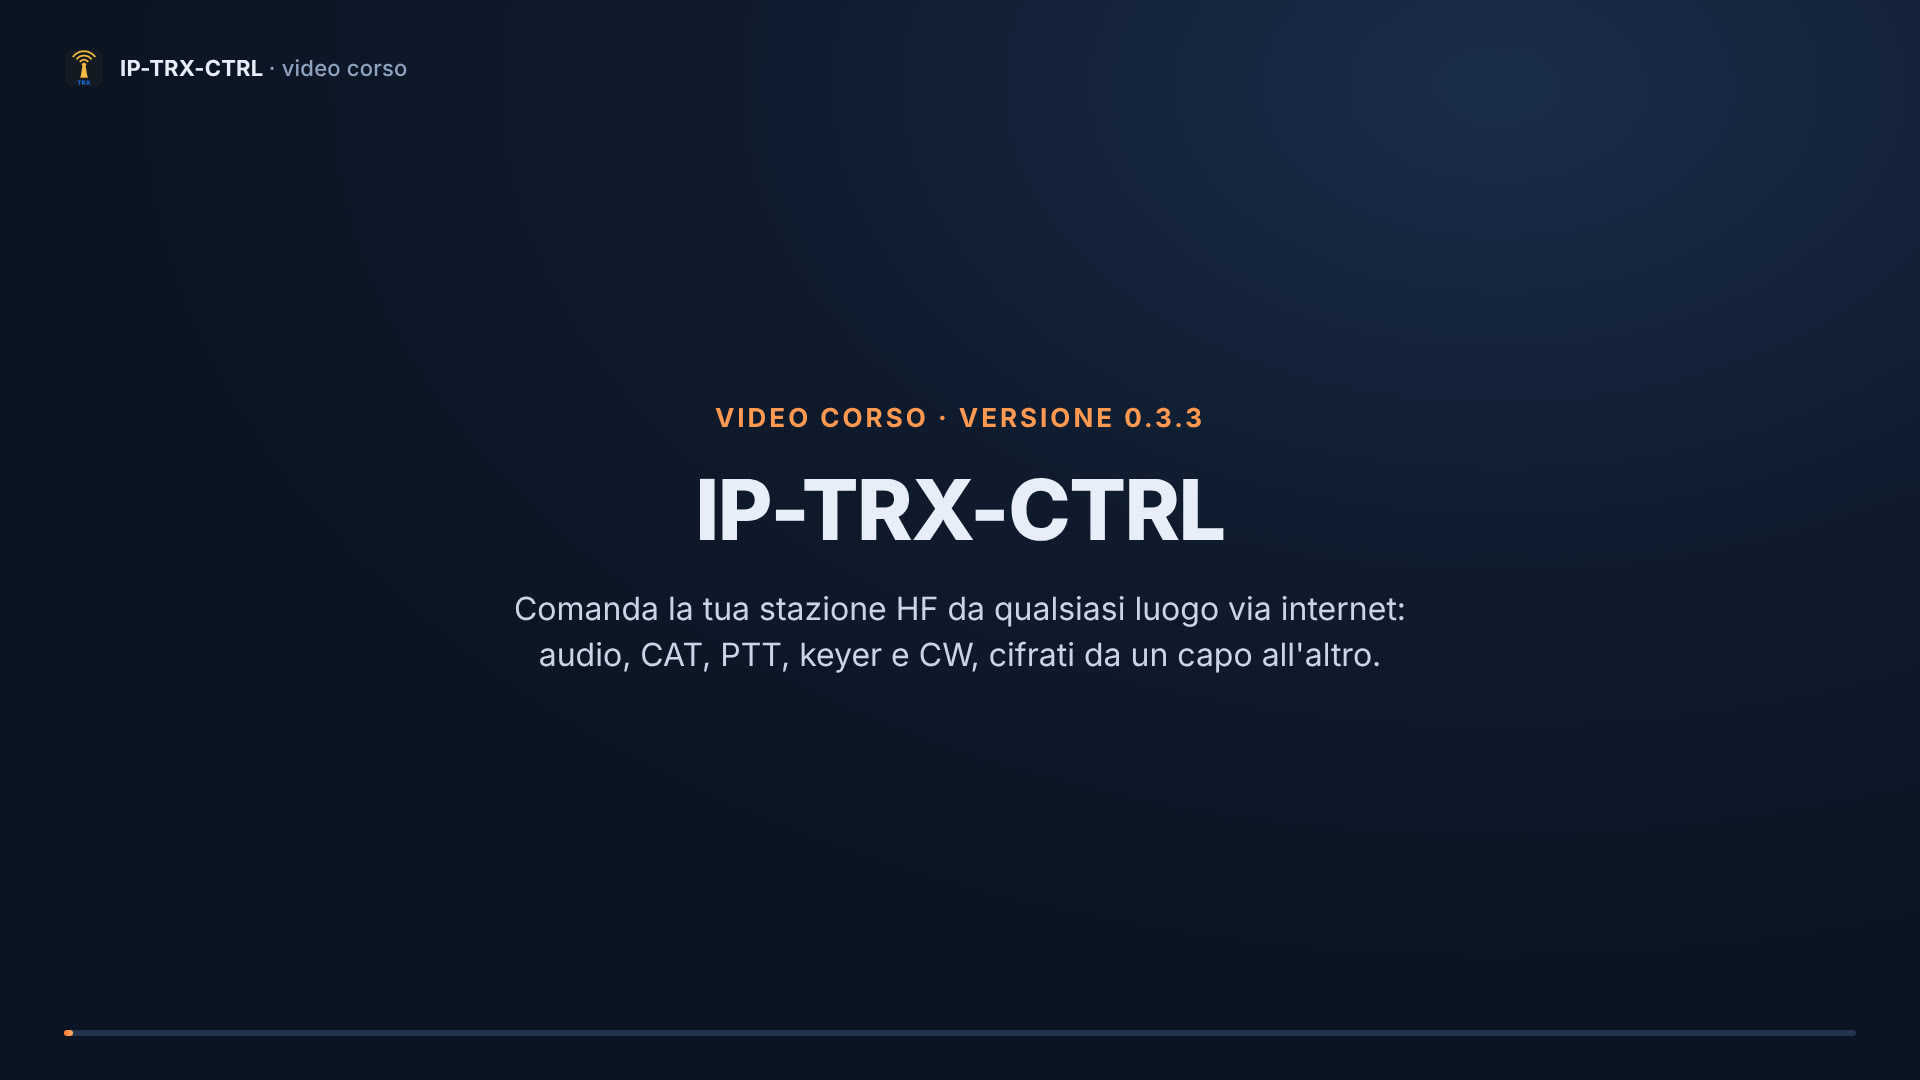 TRX
IP-TRX-CTRL · video corso
VIDEO CORSO · VERSIONE 0.3.3
IP-TRX-CTRL
Comanda la tua stazione HF da qualsiasi luogo via internet:
audio, CAT, PTT, keyer e CW, cifrati da un capo all'altro.